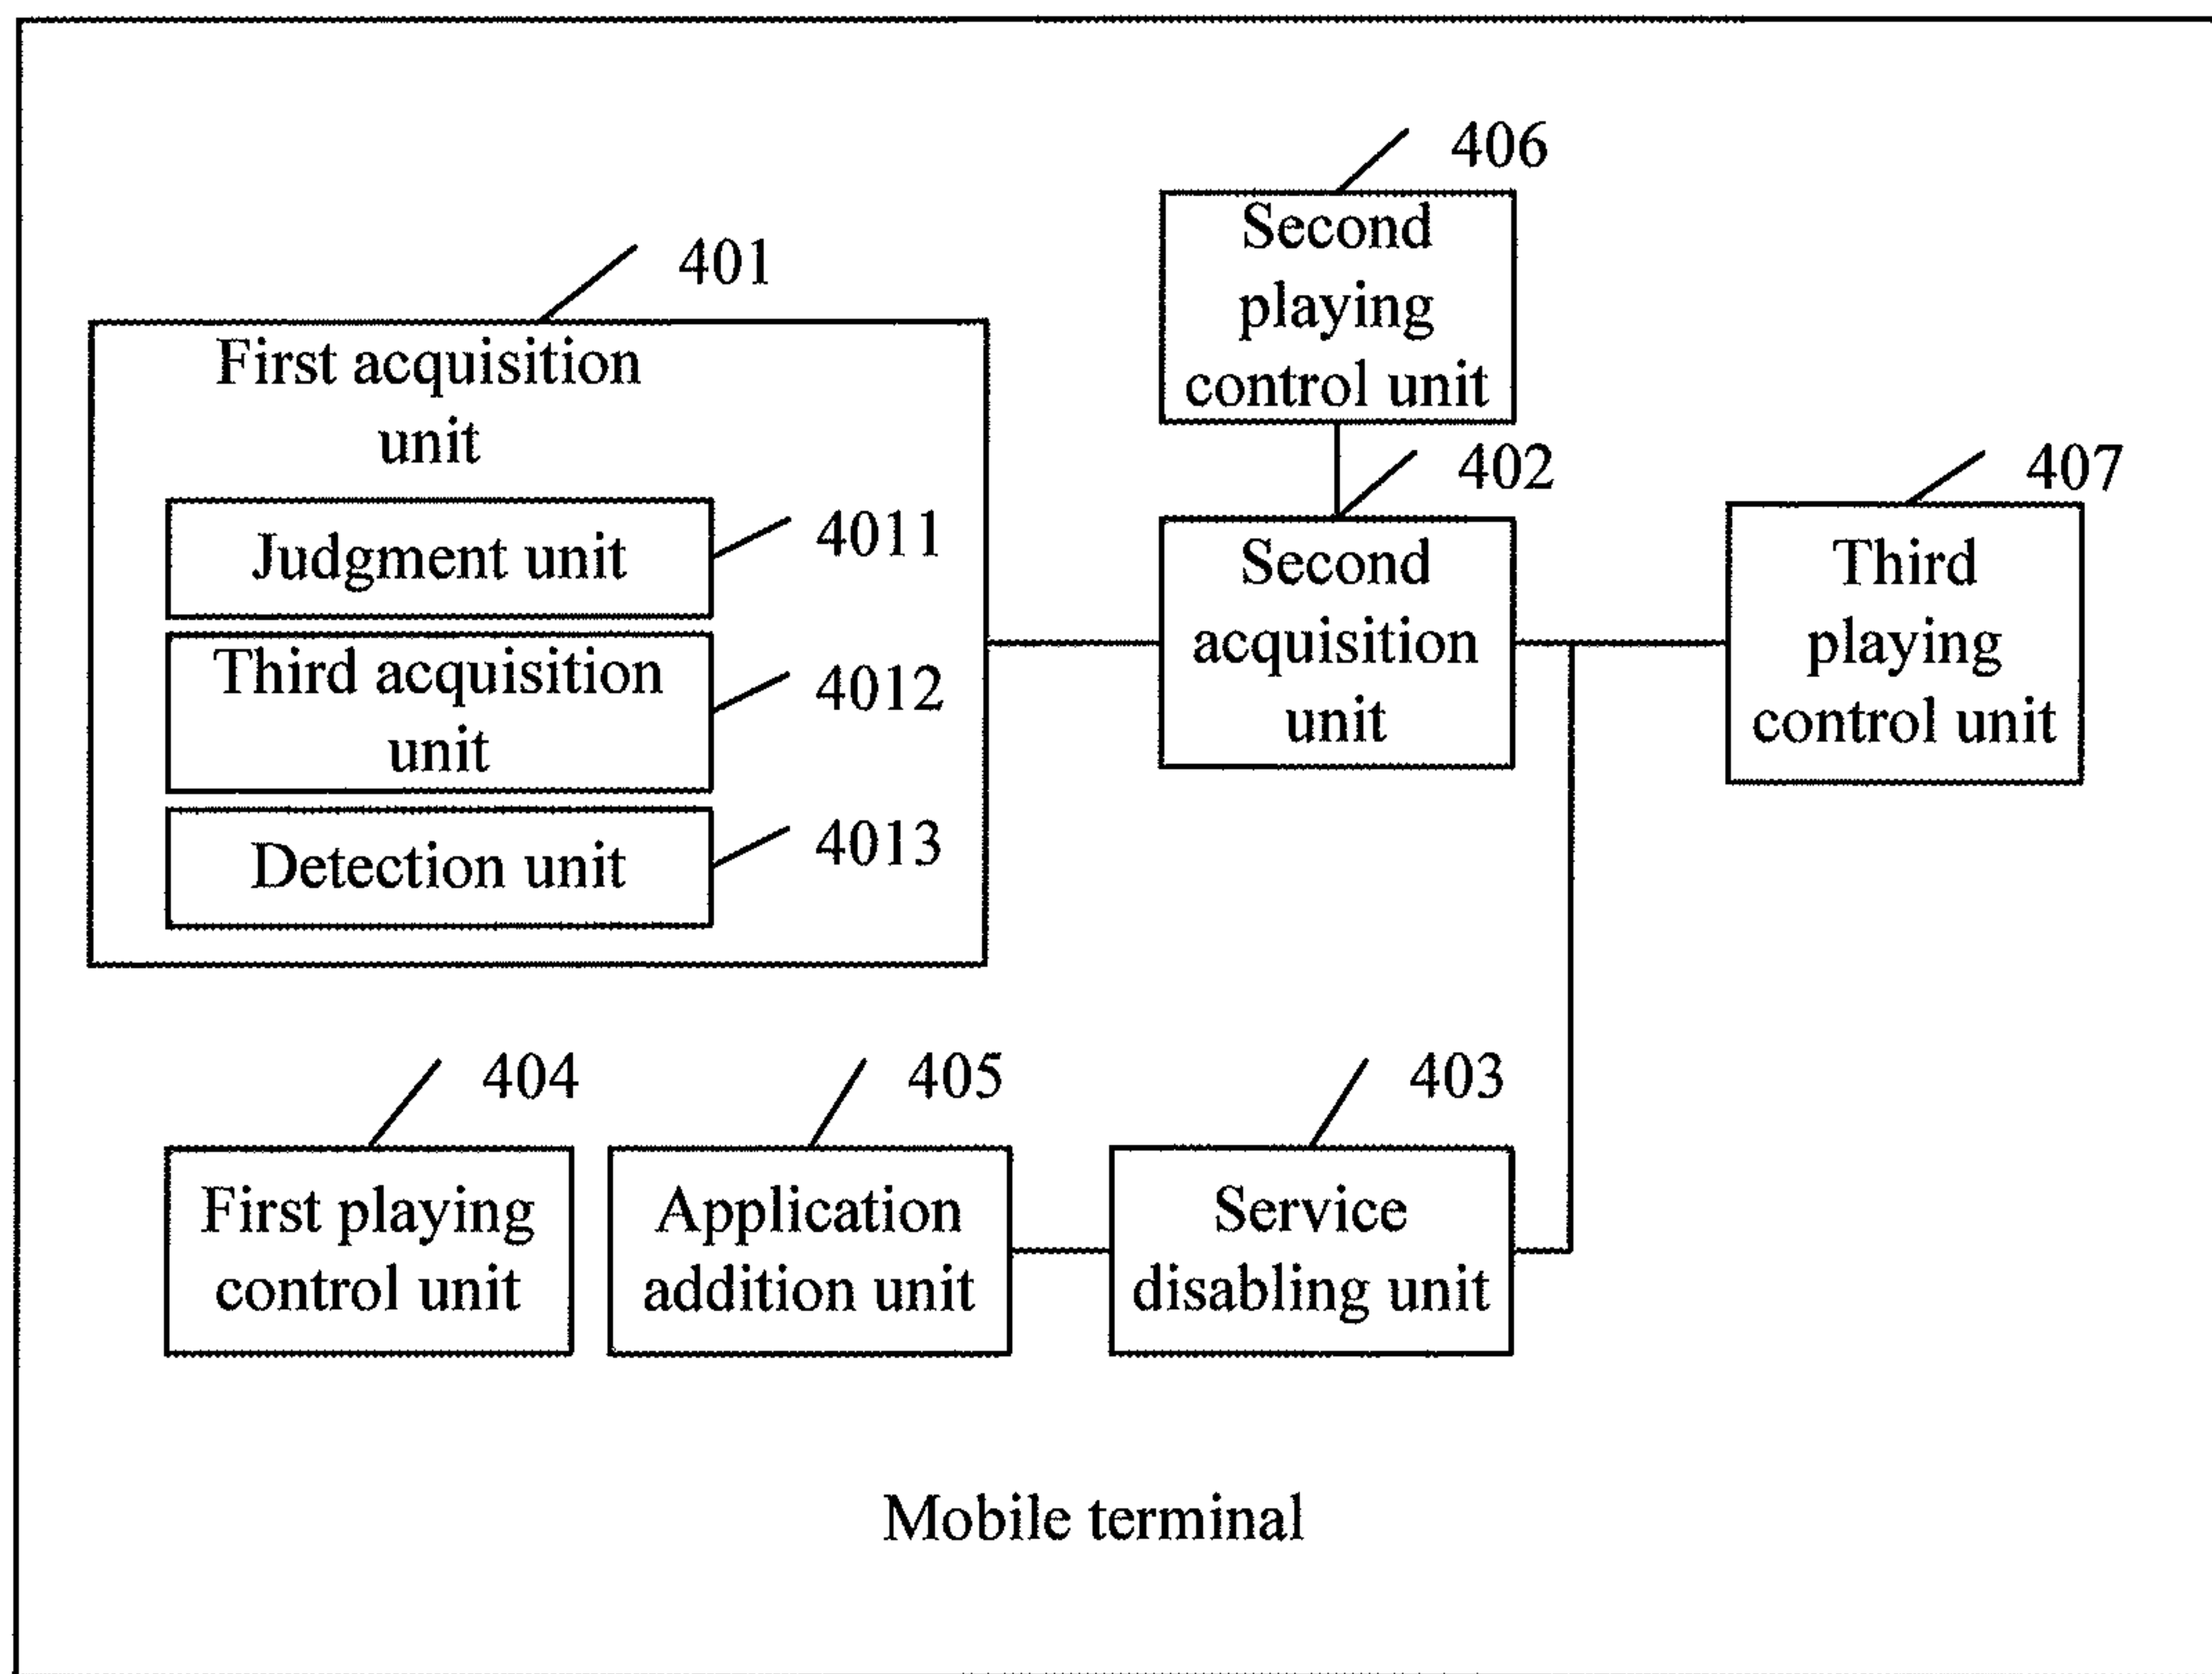 406
Second
playing
control unit
401
First acquisition
unit
402
407
Judgment unit
4011
Second
acquisition
unit
Third
playing
control unit
Third acquisition
unit
4012
Detection unit
4013
404
405
403
First playing
control unit
Application
addition unit
Service
disabling unit
Mobile terminal